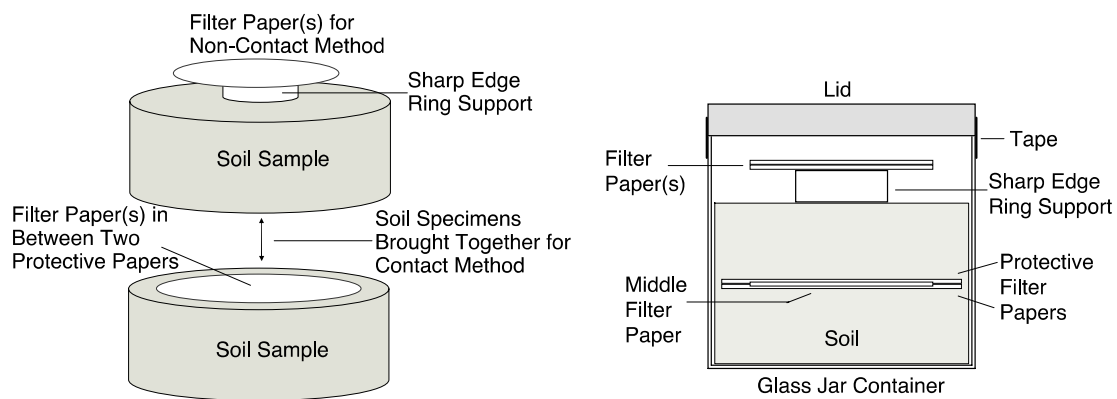 Filter Paper(s) for
Non-Contact Method
Sharp Edge
Ring Support
Soil Sample
Filter Paper(s) in
Between Two
Protective Papers
Soil Specimens
Brought Together for
Contact Method
Soil Sample
Lid
Tape
Filter
Paper(s)
Sharp Edge
Ring Support
Middle
Filter
Paper
Protective
Filter
Papers
Soil
Glass Jar Container